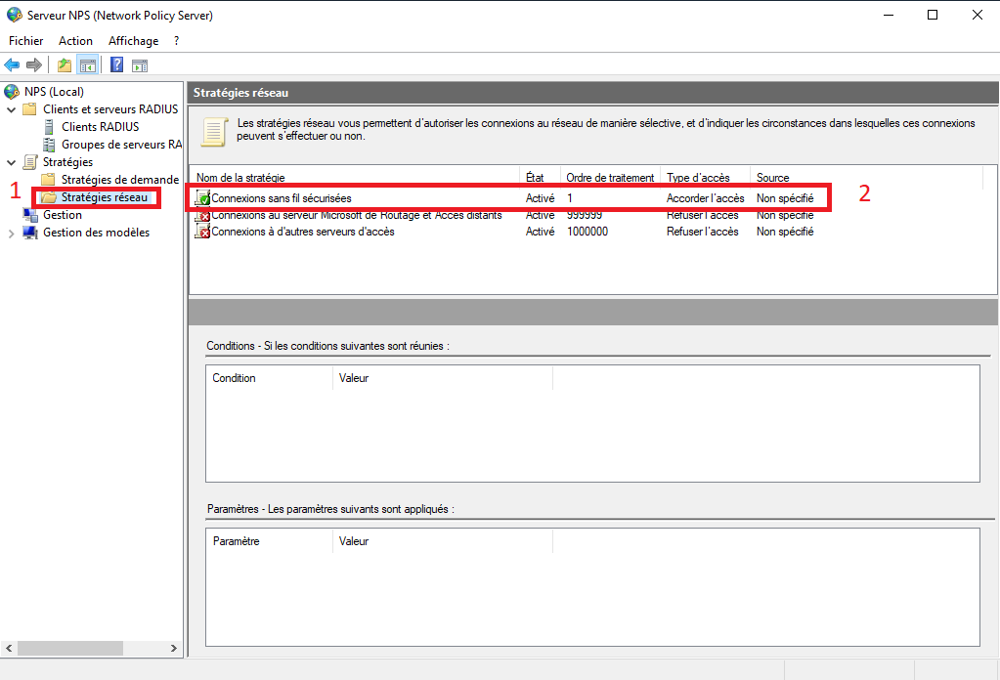 Serveur NPS (Network Policy Server)
Fichier Action Affichage ?
NPS (Local)
Clients et serveurs RADIUS
Clients RADIUS
Groupes de serveurs RA
Stratégies
Stratégies de demande
1
Stratégies réseau
Gestion
Gestion des modèles
Stratégies réseau
Les stratégies réseau vous permettent d'autoriser les connexions au réseau de manière sélective, et d'indiquer les circonstances dans lesquelles ces connexions
peuvent s'effectuer ou non.
Nom de la stratégie État Ordre de traitement Type d'accès Source
Connexions sans fil sécurisées Activé 1 Accorder l'accès Non spécifié
2
Connexions au serveur Microsoft de Routage et Accès distants Activé 999999 Refuser l'accès Non spécifié
Connexions à d'autres serveurs d'accès Activé 1000000 Refuser l'accès Non spécifié
Conditions - Si les conditions suivantes sont réunies :
Condition Valeur
Paramètres - Les paramètres suivants sont appliqués :
Paramètre Valeur